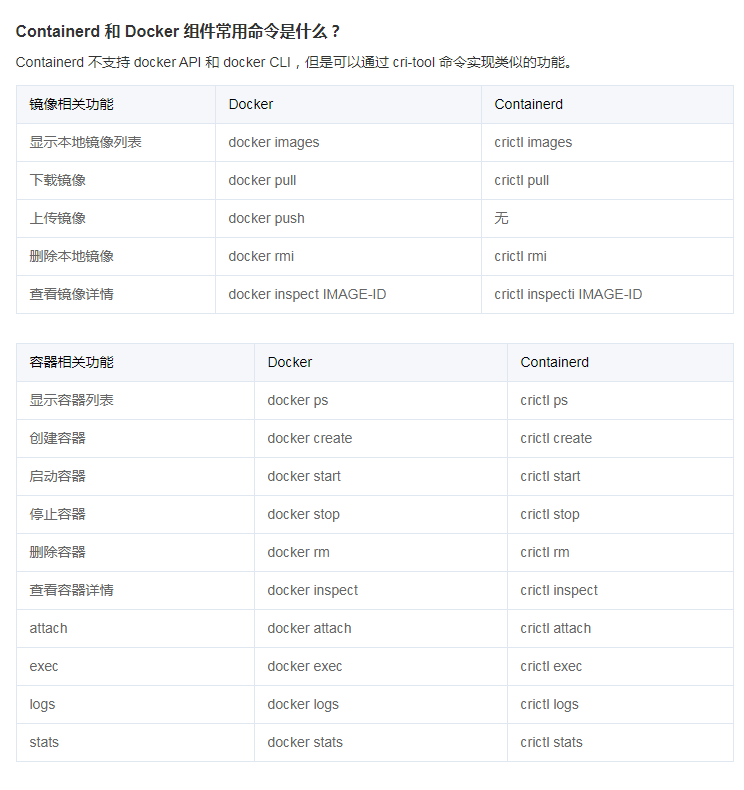 Containerd 和 Docker 组件常用命令是什么？
Containerd 不支持 docker API 和 docker CLI，但是可以通过 cri-tool 命令实现类似的功能。
镜像相关功能 Docker Containerd
显示本地镜像列表 docker images crictl images
下载镜像 docker pull crictl pull
上传镜像 docker push 无
删除本地镜像 docker rmi crictl rmi
查看镜像详情 docker inspect IMAGE-ID crictl inspecti IMAGE-ID
容器相关功能 Docker Containerd
显示容器列表 docker ps crictl ps
创建容器 docker create crictl create
启动容器 docker start crictl start
停止容器 docker stop crictl stop
删除容器 docker rm crictl rm
查看容器详情 docker inspect crictl inspect
attach docker attach crictl attach
exec docker exec crictl exec
logs docker logs crictl logs
stats docker stats crictl stats